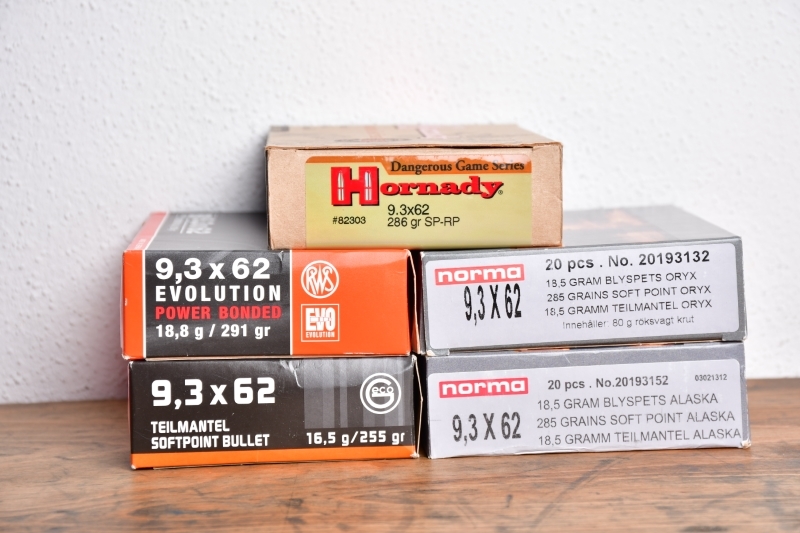 Dangerous Game Series
Hornady®
#82303
9.3x62
286 gr SP-RP
9,3 x 62
EVOLUTION
POWER BONDED
18,8 g / 291 gr
RWS
EVO
EVOLUTION
norma
9,3 X 62
20 pcs . No. 20193132
18,5 GRAM BLYSPETS ORYX
285 GRAINS SOFT POINT ORYX
18,5 GRAMM TEILMANTEL ORYX
Innehåller: 80 g röksvagt krut
9,3 x 62
TEILMANTEL
SOFTPOINT BULLET
Geco
16,5 g/255 gr
norma
9,3 X 62
20 pcs . No.20193152
03021312
18,5 GRAM BLYSPETS ALASKA
285 GRAINS SOFT POINT ALASKA
18,5 GRAMM TEILMANTEL ALASKA